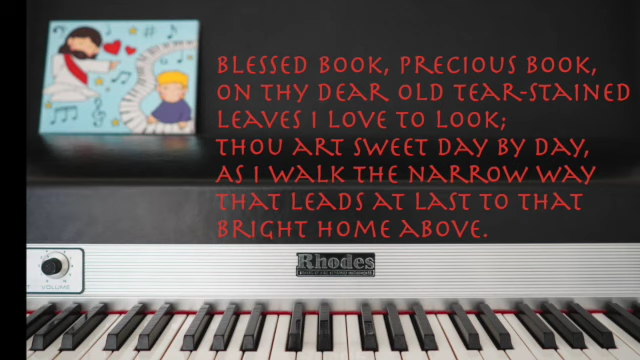 BLESSED BOOK, PRECIOUS BOOK,
ON THY DEAR OLD TEAR-STAINED
LEAVES I LOVE TO LOOK;
THOU ART SWEET DAY BY DAY,
AS I WALK THE NARROW WAY
THAT LEADS AT LAST TO THAT
BRIGHT HOME ABOVE.
Rhodes
VOLUME